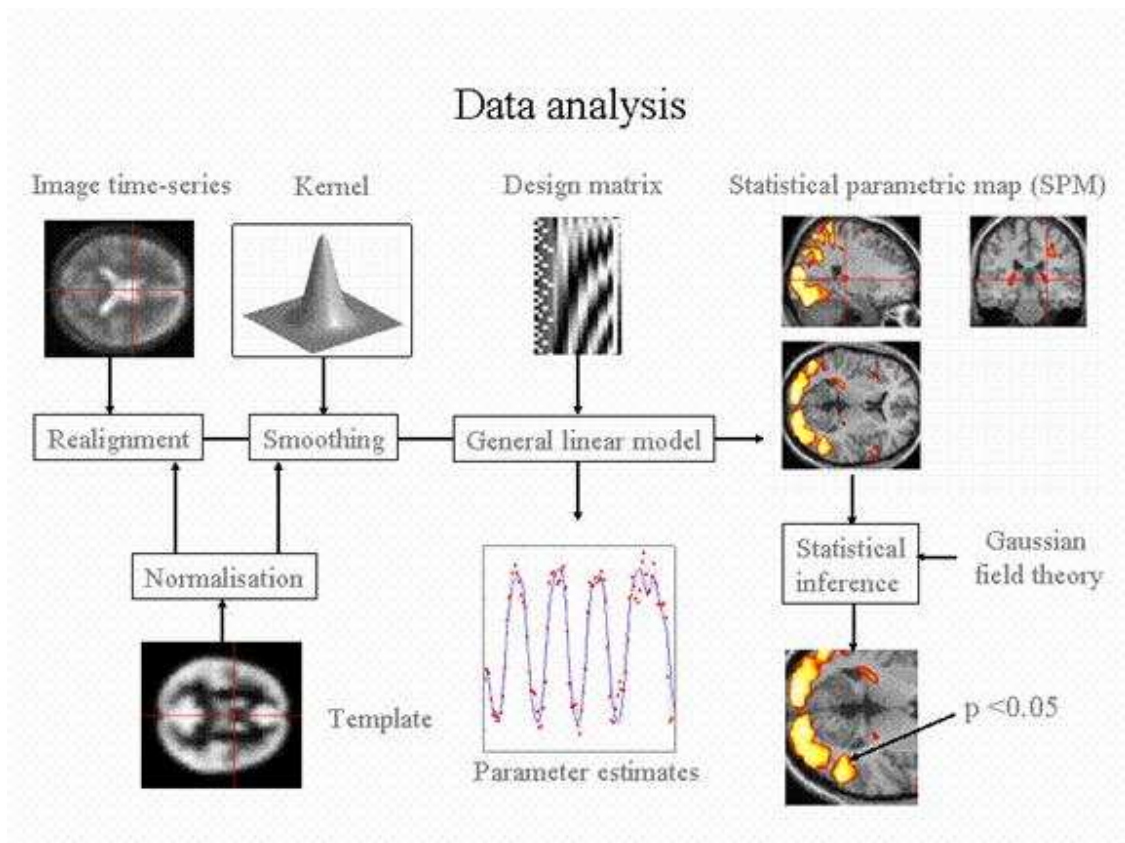 Data analysis
Image time-series
Kernel
Design matrix
Statistical parametric map (SPM)
Realignment
Smoothing
General linear model
Normalisation
Statistical
inference
Gaussian
field theory
Template
Parameter estimates
p <0.05